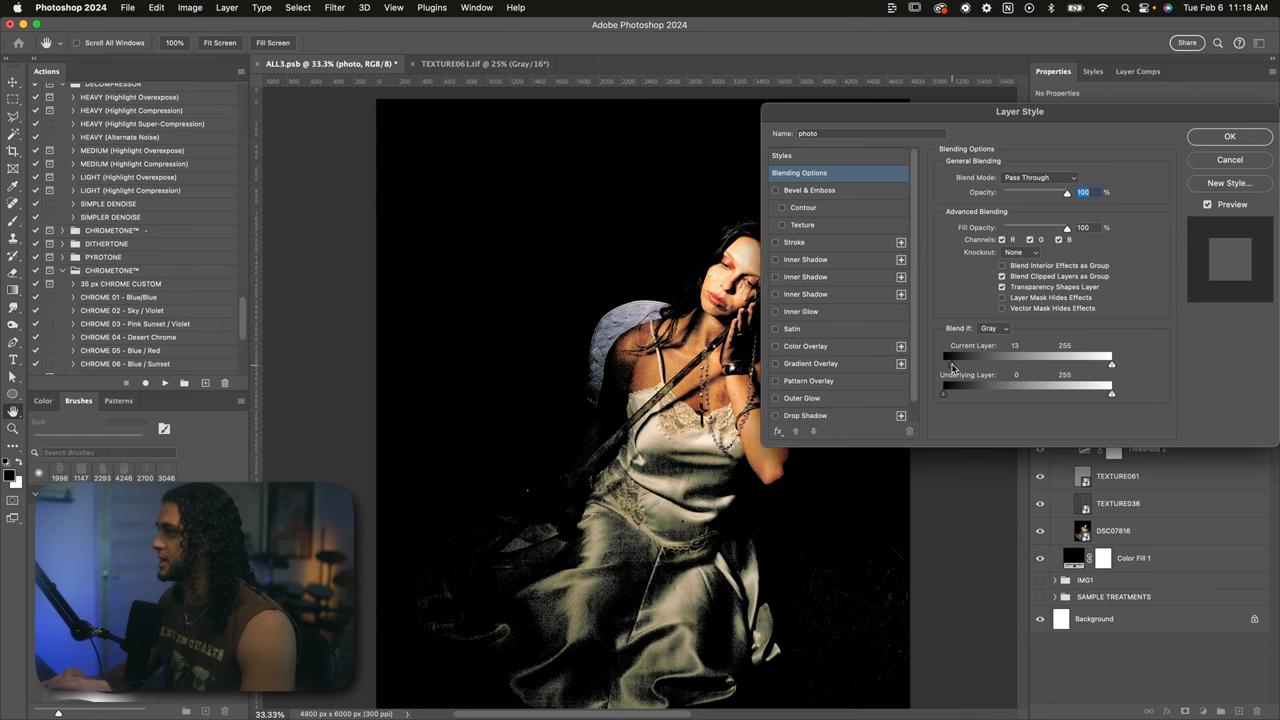 Photoshop 2024 File Edit Image Layer Type Select Filter 3D View Plugins Window Help
Tue Feb 6 11:18 AM
Adobe Photoshop 2024
Scroll All Windows 100% Fit Screen Fill Screen
Share
Actions
DECOMPRESSOR
HEAVY (Highlight Overexpose)
HEAVY (Highlight Compression)
HEAVY (Highlight Super-Compression)
HEAVY (Alternate Noise)
MEDIUM (Highlight Overexpose)
MEDIUM (Highlight Compression)
LIGHT (Highlight Overexpose)
LIGHT (Highlight Compression)
SIMPLE DENOISE
SIMPLER DENOISE
CHROMETONE™ -
DITHERTONE
PYROTONE
CHROMETONE™
35 px CHROME CUSTOM
CHROME 01 - Blue/Blue
CHROME 02 - Sky / Violet
CHROME 03 - Pink Sunset / Violet
CHROME 04 - Desert Chrome
CHROME 05 - Blue / Red
CHROME 06 - Blue / Sunset
Color Brushes Patterns
Size:
Search Brushes
1998 1147 2293 4246 2700 3046
ALL3.psb @ 33.3% (photo, RGB/8) *
TEXTURE061.tif @ 25% (Gray/16*)
33.33% 4800 px x 6000 px (300 ppi)
Layer Style
Name: photo
Styles
Blending Options
Bevel & Emboss
Contour
Texture
Stroke
Inner Shadow
Inner Shadow
Inner Shadow
Inner Glow
Satin
Color Overlay
Gradient Overlay
Pattern Overlay
Outer Glow
Drop Shadow
fx
Blending Options
General Blending
Blend Mode: Pass Through
Opacity: 100 %
Advanced Blending
Fill Opacity: 100 %
Channels: R G B
Knockout: None
Blend Interior Effects as Group
Blend Clipped Layers as Group
Transparency Shapes Layer
Layer Mask Hides Effects
Vector Mask Hides Effects
Blend If: Gray
Current Layer: 13 255
Underlying Layer: 0 255
OK
Cancel
New Style...
Preview
Properties Styles Layer Comps
No Properties
Threshold 2
TEXTURE061
TEXTURE036
DSC07816
Color Fill 1
IMG1
SAMPLE TREATMENTS
Background
fx